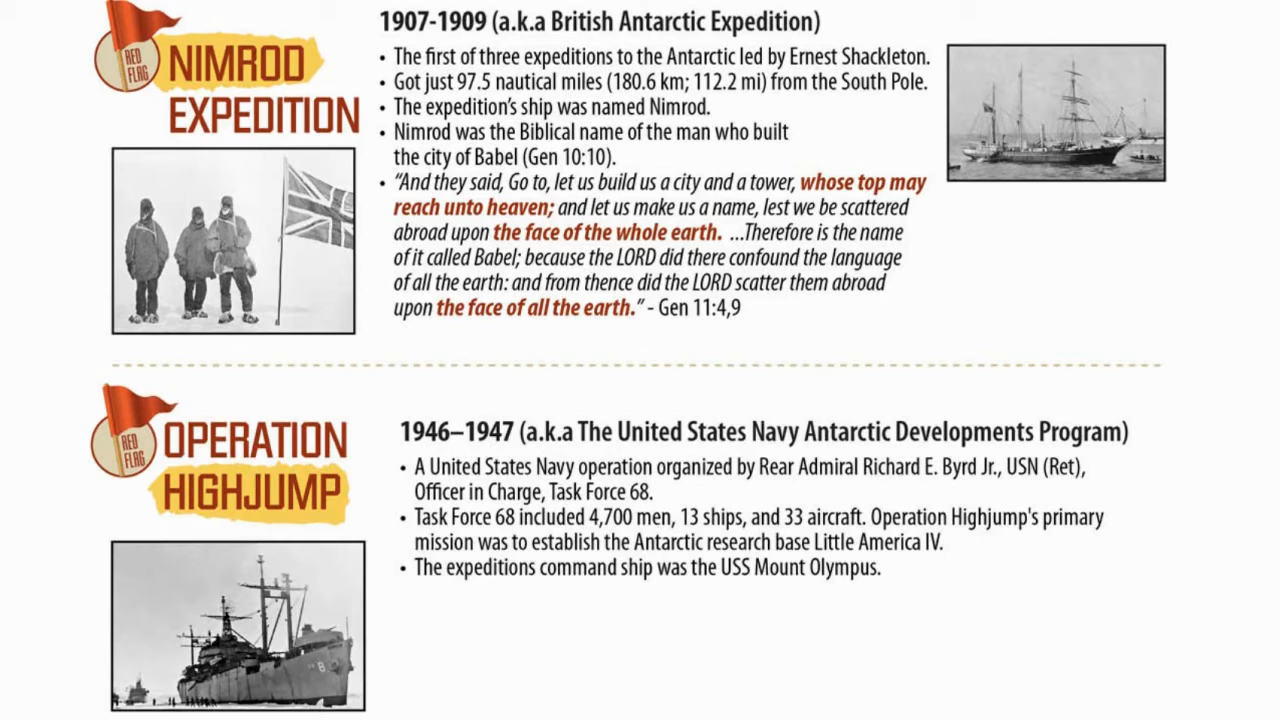 RED
FLAG
NIMROD
EXPEDITION
1907-1909 (a.k.a British Antarctic Expedition)
• The first of three expeditions to the Antarctic led by Ernest Shackleton.
• Got just 97.5 nautical miles (180.6 km; 112.2 mi) from the South Pole.
• The expedition's ship was named Nimrod.
• Nimrod was the Biblical name of the man who built
the city of Babel (Gen 10:10).
• “And they said, Go to, let us build us a city and a tower, whose top may
reach unto heaven; and let us make us a name, lest we be scattered
abroad upon the face of the whole earth. ...Therefore is the name
of it called Babel; because the LORD did there confound the language
of all the earth: and from thence did the LORD scatter them abroad
upon the face of all the earth.” - Gen 11:4,9
RED
FLAG
OPERATION
HIGHJUMP
1946–1947 (a.k.a The United States Navy Antarctic Developments Program)
• A United States Navy operation organized by Rear Admiral Richard E. Byrd Jr., USN (Ret),
Officer in Charge, Task Force 68.
• Task Force 68 included 4,700 men, 13 ships, and 33 aircraft. Operation Highjump's primary
mission was to establish the Antarctic research base Little America IV.
• The expeditions command ship was the USS Mount Olympus.
8